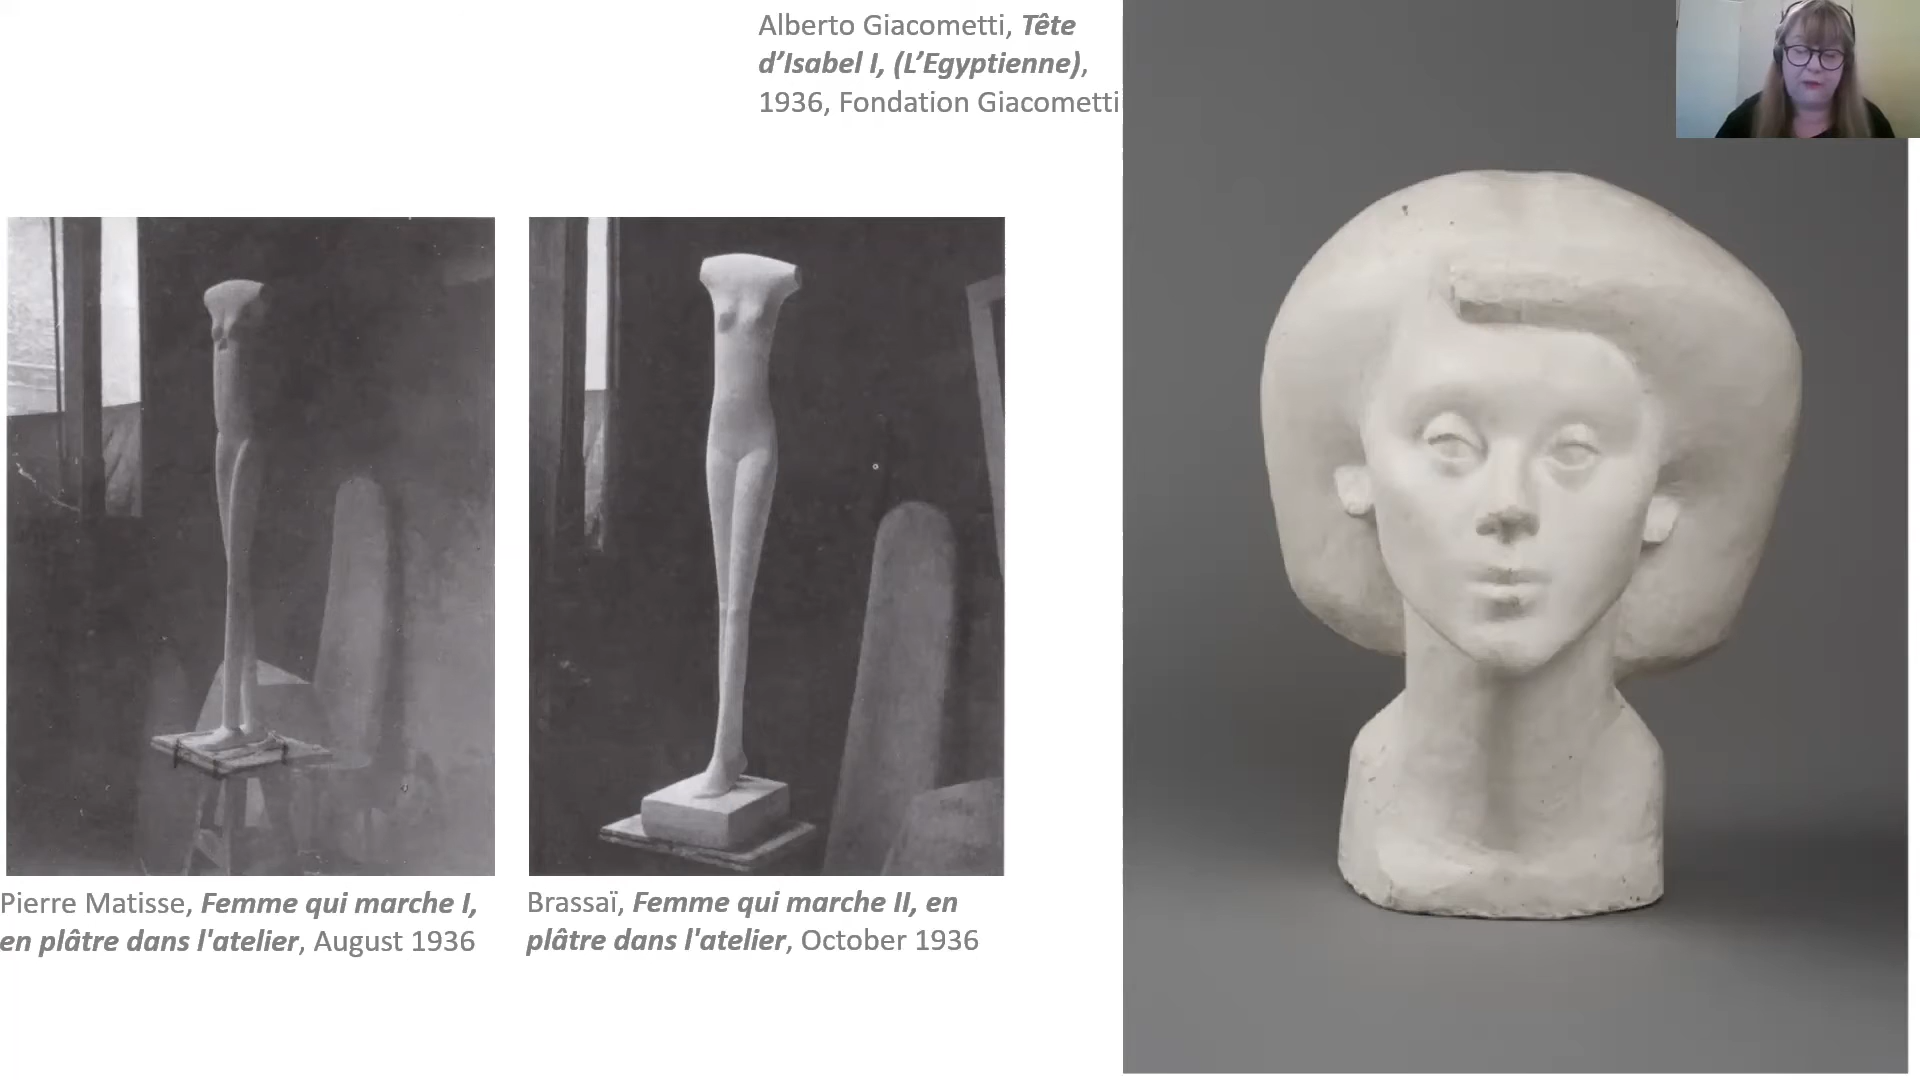 Alberto Giacometti, Tête
d’Isabel I, (L’Egyptienne),
1936, Fondation Giacometti
Pierre Matisse, Femme qui marche I,
en plâtre dans l'atelier, August 1936
Brassaï, Femme qui marche II, en
plâtre dans l'atelier, October 1936